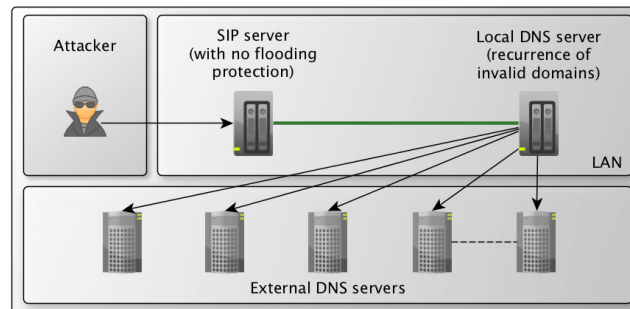 Attacker
SIP server
(with no flooding
protection)
Local DNS server
(recurrence of
invalid domains)
LAN
External DNS servers